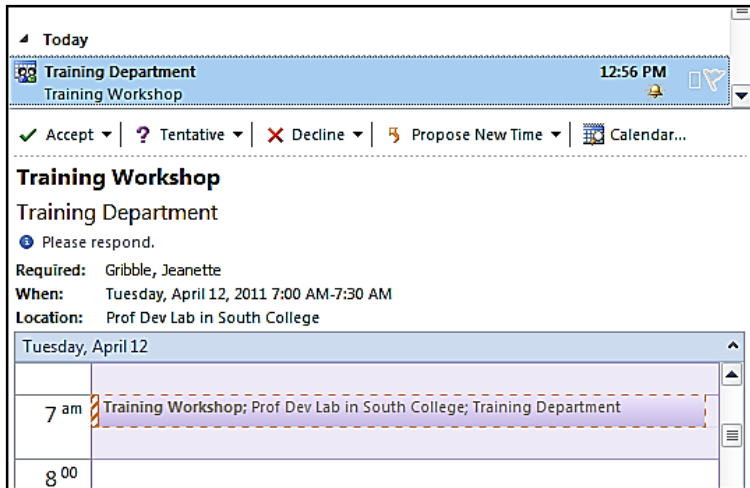 Today
Training Department 12:56 PM
Training Workshop
Accept ? Tentative Decline Propose New Time Calendar...
Training Workshop
Training Department
Please respond.
Required: Gribble, Jeanette
When: Tuesday, April 12, 2011 7:00 AM-7:30 AM
Location: Prof Dev Lab in South College
Tuesday, April 12
7 am Training Workshop; Prof Dev Lab in South College; Training Department
8 00